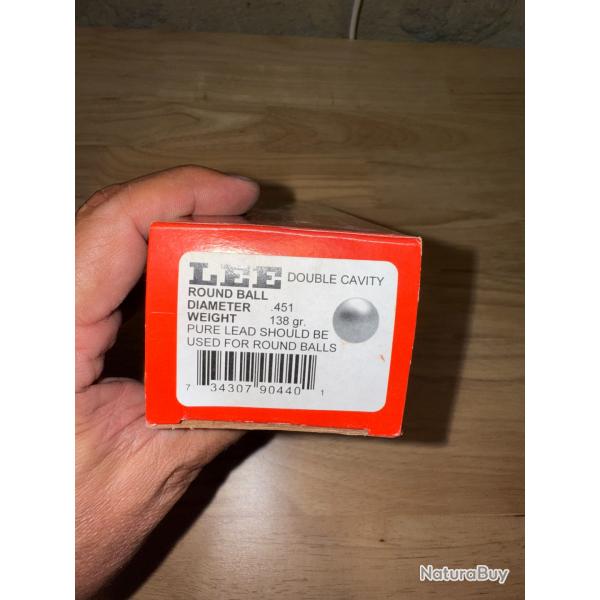 LEE DOUBLE CAVITY
ROUND BALL
DIAMETER .451
WEIGHT 138 gr.
PURE LEAD SHOULD BE
USED FOR ROUND BALLS
7 34307 90440 1
NaturaBuy